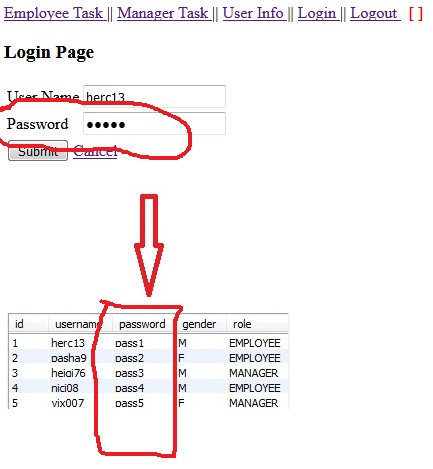 Employee Task || Manager Task || User Info || Login || Logout [ ]
Login Page
User Name herc13
Password •••••
Submit Cancel
id username password gender role
1 herc13 pass1 M EMPLOYEE
2 pasha9 pass2 F EMPLOYEE
3 heigi76 pass3 M MANAGER
4 nici08 pass4 M EMPLOYEE
5 vix007 pass5 F MANAGER